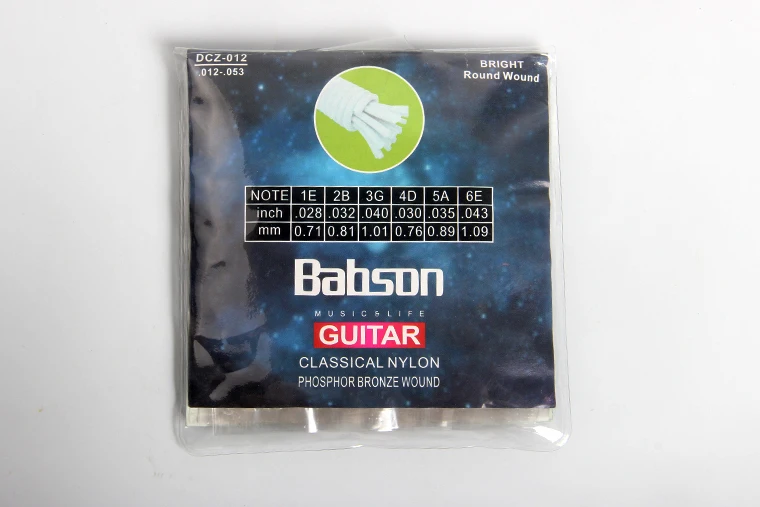 DCZ-012
.012-.053
BRIGHT
Round Wound
NOTE 1E 2B 3G 4D 5A 6E
inch .028 .032 .040 .030 .035 .043
mm 0.71 0.81 1.01 0.76 0.89 1.09
Babson
MUSIC & LIFE
GUITAR
CLASSICAL NYLON
PHOSPHOR BRONZE WOUND